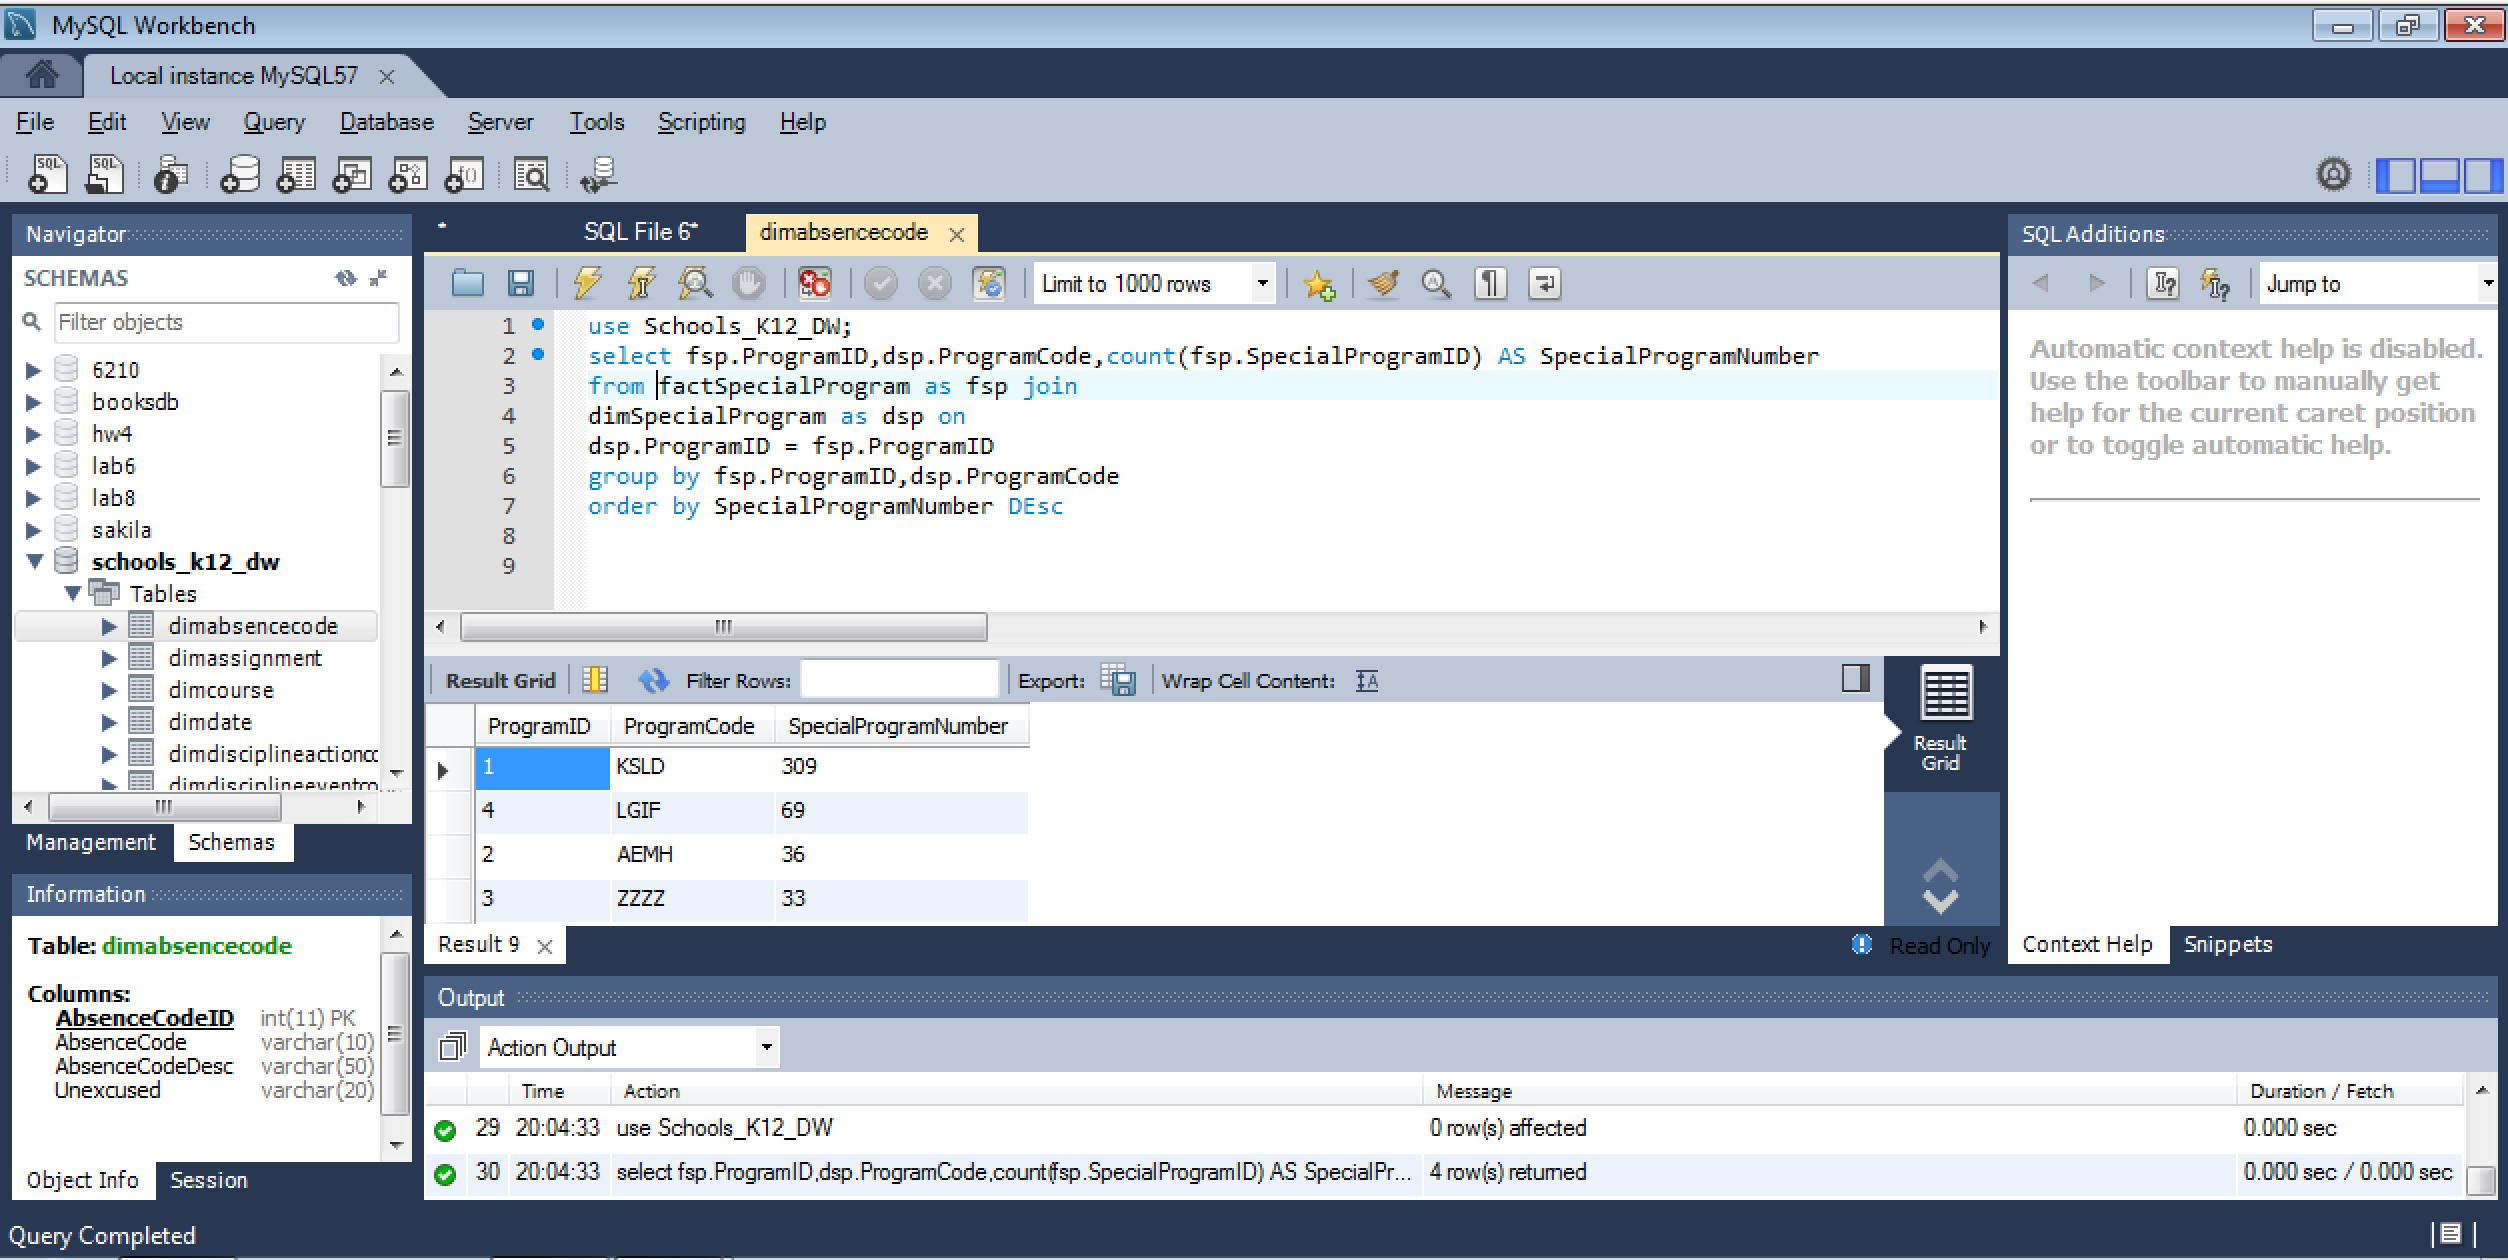 MySQL Workbench
Local instance MySQL57
File Edit View Query Database Server Tools Scripting Help
Navigator
SCHEMAS
Filter objects
6210
booksdb
hw4
lab6
lab8
sakila
schools_k12_dw
Tables
dimabsencecode
dimassignment
dimcourse
dimdate
dimdisciplineactioncc
dimdisciplineeventco
Management Schemas
Information
Table: dimabsencecode
Columns:
AbsenceCodeID int(11) PK
AbsenceCode varchar(10)
AbsenceCodeDesc varchar(50)
Unexcused varchar(20)
Object Info Session
* SQL File 6* dimabsencecode
Limit to 1000 rows
1 use Schools_K12_DW;
2 select fsp.ProgramID,dsp.ProgramCode,count(fsp.SpecialProgramID) AS SpecialProgramNumber
3 from factSpecialProgram as fsp join
4 dimSpecialProgram as dsp on
5 dsp.ProgramID = fsp.ProgramID
6 group by fsp.ProgramID,dsp.ProgramCode
7 order by SpecialProgramNumber DEsc
8
9
Result Grid Filter Rows: Export: Wrap Cell Content:
ProgramID ProgramCode SpecialProgramNumber
1 KSLD 309
4 LGIF 69
2 AEMH 36
3 ZZZZ 33
Result Grid
Result 9
Read Only
SQL Additions
Jump to
Automatic context help is disabled.
Use the toolbar to manually get
help for the current caret position
or to toggle automatic help.
Context Help Snippets
Output
Action Output
Time Action Message Duration / Fetch
29 20:04:33 use Schools_K12_DW 0 row(s) affected 0.000 sec
30 20:04:33 select fsp.ProgramID,dsp.ProgramCode,count(fsp.SpecialProgramID) AS SpecialPr... 4 row(s) returned 0.000 sec / 0.000 sec
Query Completed